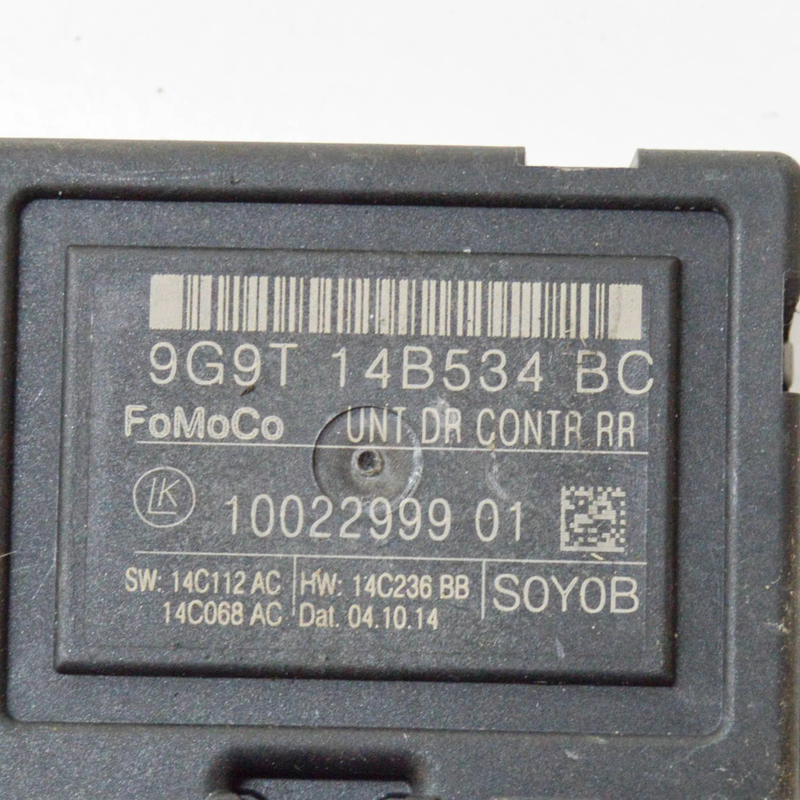 9G9T 14B534 BC
FoMoCo UNT DR CONTR RR
LK 10022999 01
SW: 14C112 AC HW: 14C236 BB SOYOB
14C068 AC Dat. 04.10.14